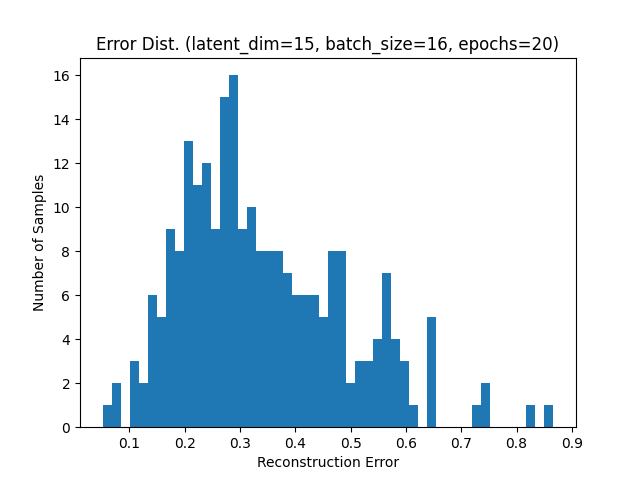 Error Dist. (latent_dim=15, batch_size=16, epochs=20)
16
14
12
10
8
6
4
2
0
Number of Samples
0.1 0.2 0.3 0.4 0.5 0.6 0.7 0.8 0.9
Reconstruction Error